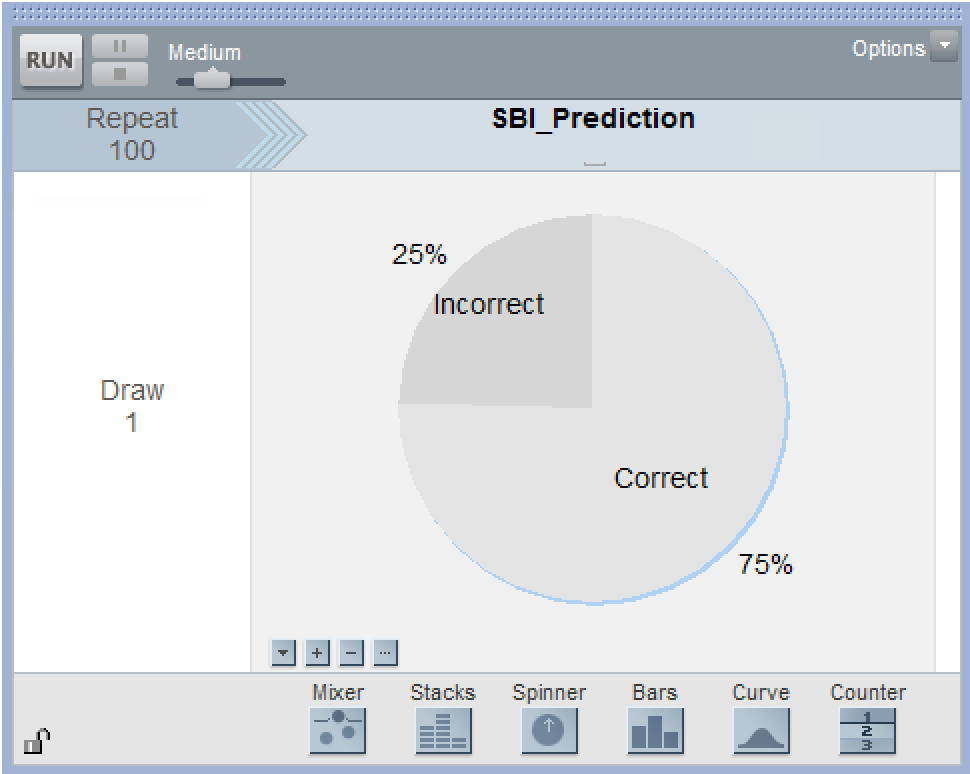 RUN
Medium
Options
Repeat
100
SBI_Prediction
25%
Incorrect
Draw
1
Correct
75%
Mixer Stacks Spinner Bars Curve Counter
1
2
3